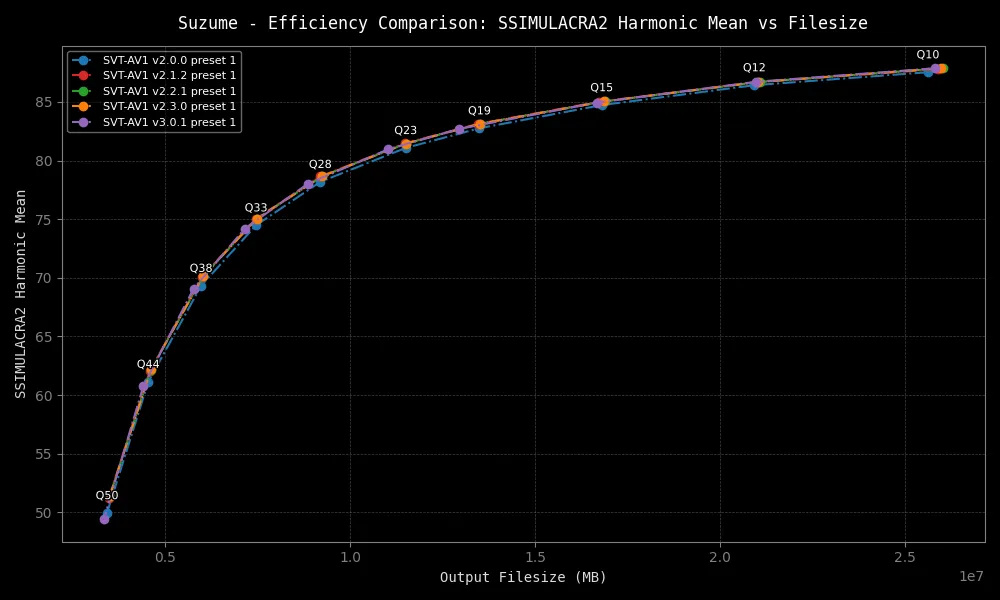 Suzume - Efficiency Comparison: SSIMULACRA2 Harmonic Mean vs Filesize
SVT-AV1 v2.0.0 preset 1
SVT-AV1 v2.1.2 preset 1
SVT-AV1 v2.2.1 preset 1
SVT-AV1 v2.3.0 preset 1
SVT-AV1 v3.0.1 preset 1
Q10
Q12
Q15
Q19
Q23
Q28
Q33
Q38
Q44
Q50
85
80
75
70
65
60
55
50
SSIMULACRA2 Harmonic Mean
0.5 1.0 1.5 2.0 2.5
1e7
Output Filesize (MB)